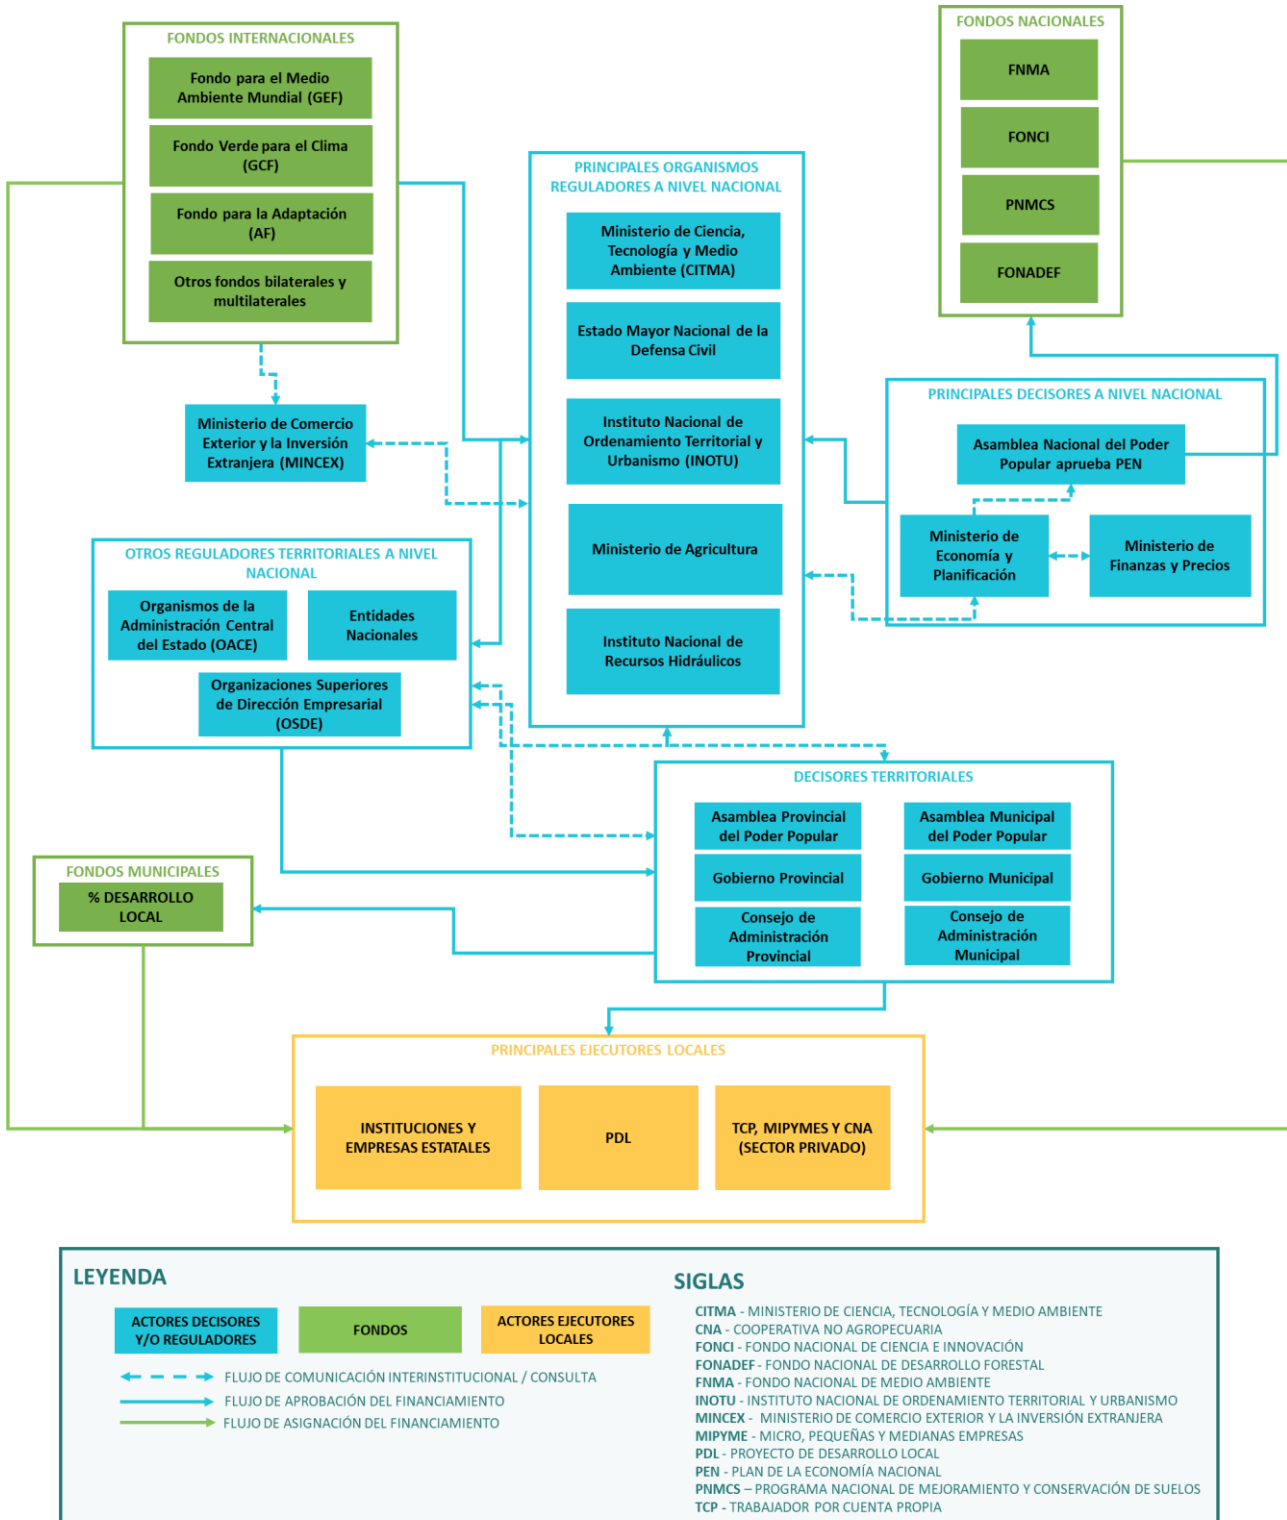 FONDOS INTERNACIONALES
Fondo para el Medio
Ambiente Mundial (GEF)
Fondo Verde para el Clima
(GCF)
Fondo para la Adaptación
(AF)
Otros fondos bilaterales y
multilaterales
FONDOS NACIONALES
FNMA
FONCI
PNMCS
FONADEF
PRINCIPALES ORGANISMOS
REGULADORES A NIVEL NACIONAL
Ministerio de Ciencia,
Tecnología y Medio
Ambiente (CITMA)
Estado Mayor Nacional de la
Defensa Civil
Instituto Nacional de
Ordenamiento Territorial y
Urbanismo (INOTU)
Ministerio de Agricultura
Instituto Nacional de
Recursos Hidráulicos
Ministerio de Comercio
Exterior y la Inversión
Extranjera (MINCEX)
PRINCIPALES DECISORES A NIVEL NACIONAL
Asamblea Nacional del Poder
Popular aprueba PEN
Ministerio de
Economía y
Planificación
Ministerio de
Finanzas y Precios
OTROS REGULADORES TERRITORIALES A NIVEL
NACIONAL
Organismos de la
Administración Central
del Estado (OACE)
Entidades
Nacionales
Organizaciones Superiores
de Dirección Empresarial
(OSDE)
DECISORES TERRITORIALES
Asamblea Provincial
del Poder Popular
Asamblea Municipal
del Poder Popular
Gobierno Provincial
Gobierno Municipal
Consejo de
Administración
Provincial
Consejo de
Administración
Municipal
FONDOS MUNICIPALES
% DESARROLLO
LOCAL
PRINCIPALES EJECUTORES LOCALES
INSTITUCIONES Y
EMPRESAS ESTATALES
PDL
TCP, MIPYMES Y CNA
(SECTOR PRIVADO)
LEYENDA
ACTORES DECISORES
Y/O REGULADORES
FONDOS
ACTORES EJECUTORES
LOCALES
FLUJO DE COMUNICACIÓN INTERINSTITUCIONAL / CONSULTA
FLUJO DE APROBACIÓN DEL FINANCIAMIENTO
FLUJO DE ASIGNACIÓN DEL FINANCIAMIENTO
SIGLAS
CITMA - MINISTERIO DE CIENCIA, TECNOLOGÍA Y MEDIO AMBIENTE
CNA - COOPERATIVA NO AGROPECUARIA
FONCI - FONDO NACIONAL DE CIENCIA E INNOVACIÓN
FONADEF - FONDO NACIONAL DE DESARROLLO FORESTAL
FNMA - FONDO NACIONAL DE MEDIO AMBIENTE
INOTU - INSTITUTO NACIONAL DE ORDENAMIENTO TERRITORIAL Y URBANISMO
MINCEX - MINISTERIO DE COMERCIO EXTERIOR Y LA INVERSIÓN EXTRANJERA
MIPYME - MICRO, PEQUEÑAS Y MEDIANAS EMPRESAS
PDL - PROYECTO DE DESARROLLO LOCAL
PEN - PLAN DE LA ECONOMÍA NACIONAL
PNMCS – PROGRAMA NACIONAL DE MEJORAMIENTO Y CONSERVACIÓN DE SUELOS
TCP - TRABAJADOR POR CUENTA PROPIA